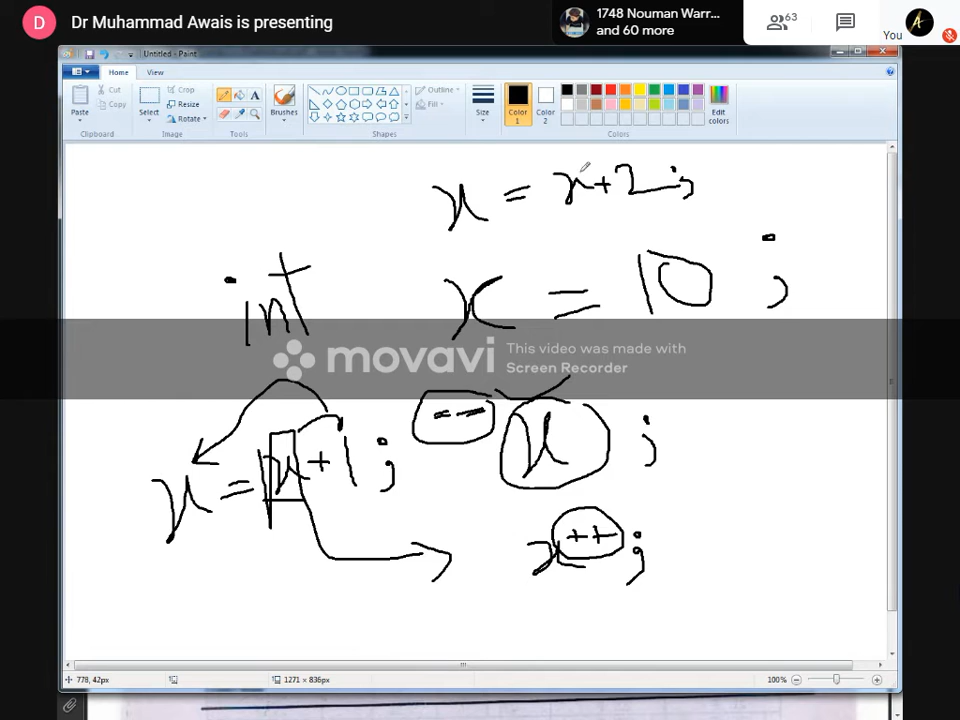 D Dr Muhammad Awais is presenting
1748 Nouman Warr...
and 60 more
63
You
Untitled - Paint
Home View
Paste
Cut
Copy
Clipboard
Select
Crop
Resize
Rotate
Image
A
Tools
Brushes
Outline
Fill
Shapes
Size
Color
1
Color
2
Edit
colors
Colors
x = x+2;
int x = 10;
movavi
This video was made with
Screen Recorder
x = x+1;
-- x ;
x++;
778, 42px
1271 × 836px
100%